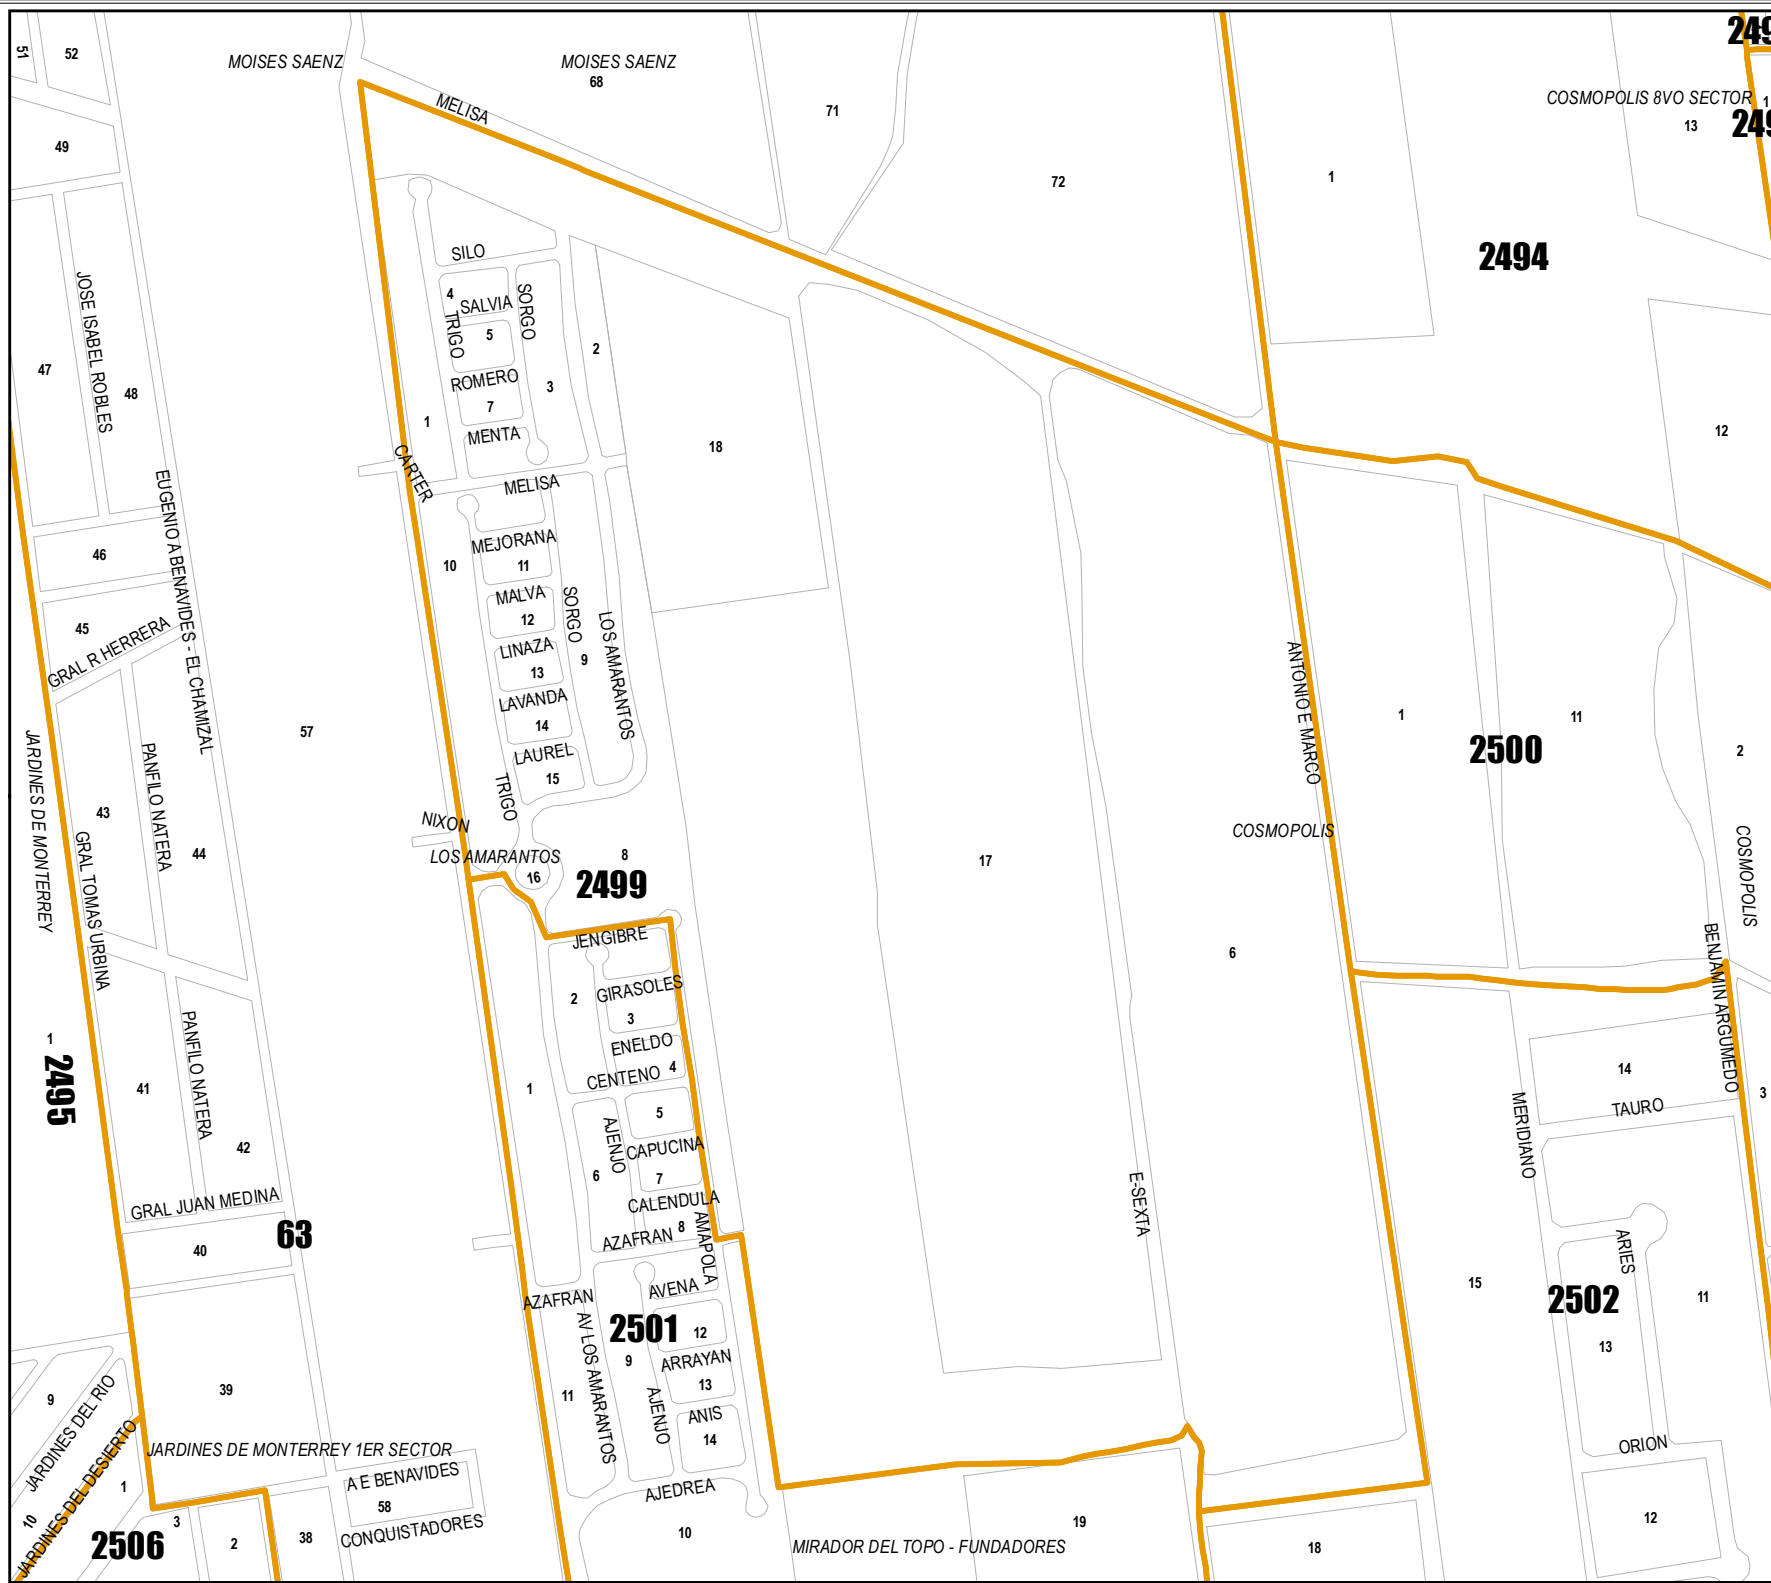 51
52
MOISES SAENZ
MOISES SAENZ
68
71
72
1
COSMOPOLIS 8VO SECTOR
13
1
MELISA
49
2494
SILO
4
SALVIA
SORGO
TRIGO
5
2
ROMERO
3
7
MENTA
1
CARTER
MELISA
18
12
JOSE ISABEL ROBLES
47
48
46
45
GRAL R HERRERA
EUGENIO A BENAVIDES - EL CHAMIZAL
57
10
MEJORANA
11
MALVA
12
SORGO
LINAZA
13
9
LOS AMARANTOS
LAVANDA
14
LAUREL
15
TRIGO
NIXON
LOS AMARANTOS
16
8
2499
17
ANTONIO E MARCO
COSMOPOLIS
6
1
2500
11
2
COSMOPOLIS
BENJAMIN ARGUMEDO
JARDINES DE MONTERREY
43
PANFILO NATERA
44
GRAL TOMAS URBINA
1
2495
41
PANFILO NATERA
42
GRAL JUAN MEDINA
40
63
39
JENGIBRE
2
GIRASOLES
3
ENELDO
CENTENO
4
1
5
AJENJO
CAPUCINA
6
7
CALENDULA
8
AZAFRAN
AMAPOLA
AVENA
AZAFRAN
2501
12
AV LOS AMARANTOS
9
ARRAYAN
13
11
AJENJO
ANIS
14
AJEDREA
10
E-SEXTA
14
TAURO
3
MERIDIANO
ARIES
15
2502
11
13
ORION
12
9
JARDINES DEL RIO
JARDINES DEL DESIERTO
10
1
JARDINES DE MONTERREY 1ER SECTOR
A E BENAVIDES
58
CONQUISTADORES
2506
3
2
38
MIRADOR DEL TOPO - FUNDADORES
19
18